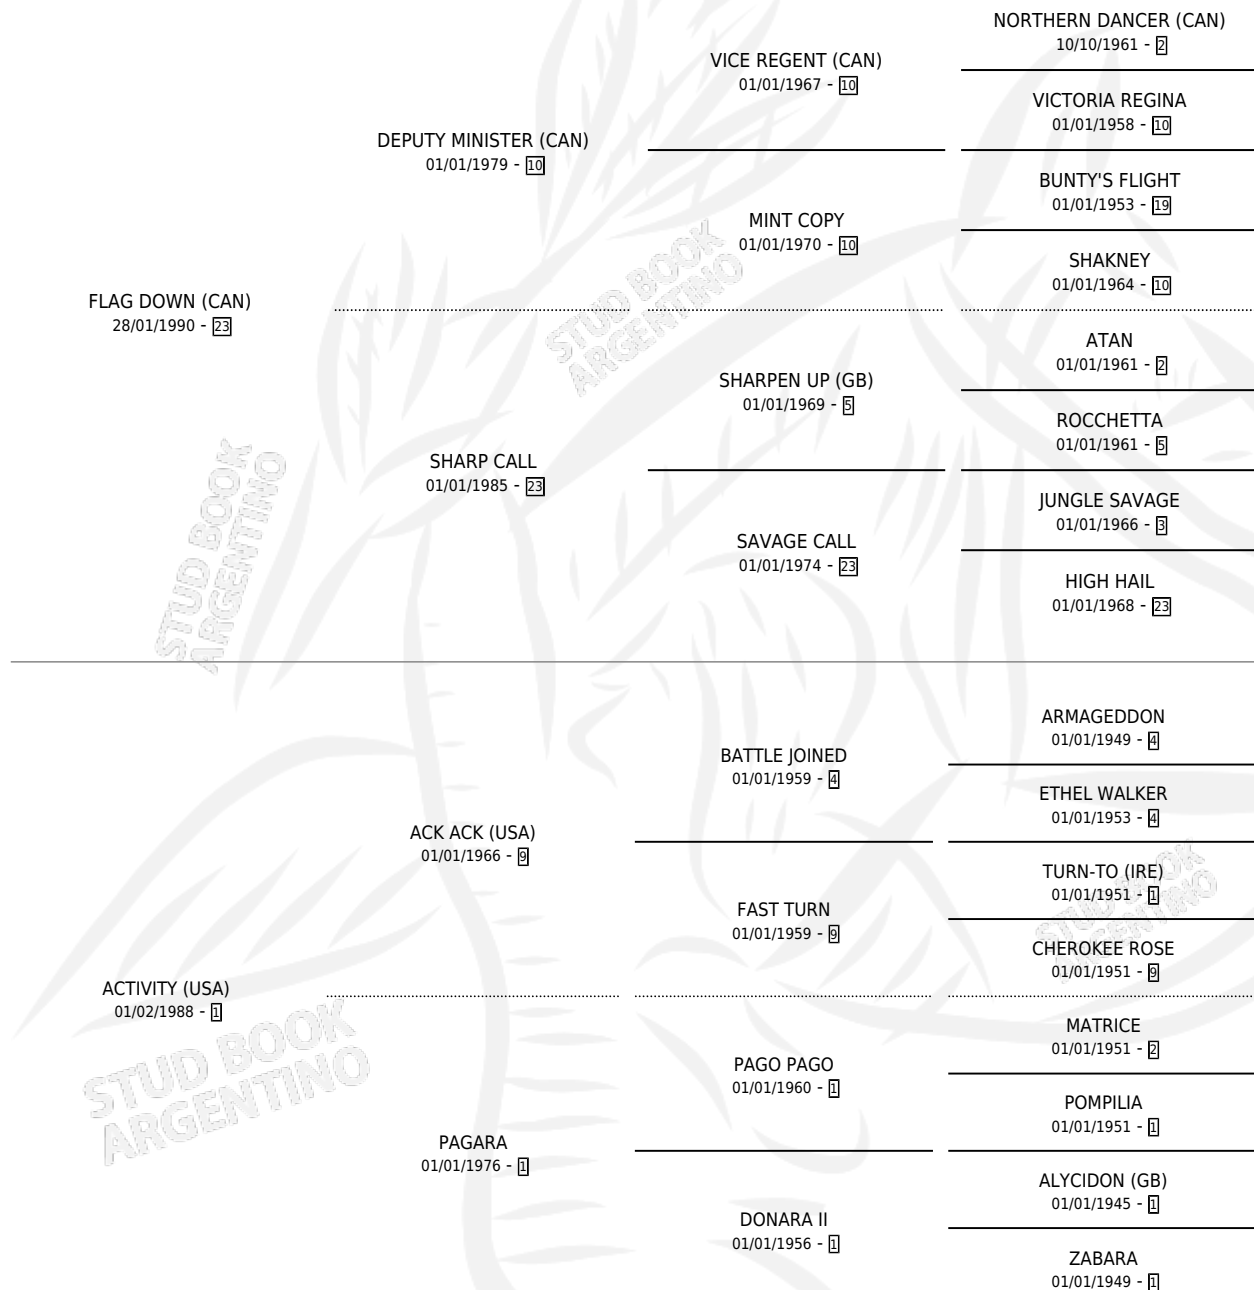 NORTHERN DANCER (CAN)
10/10/1961 - 2
VICE REGENT (CAN)
01/01/1967 - 10
VICTORIA REGINA
01/01/1958 - 10
DEPUTY MINISTER (CAN)
01/01/1979 - 10
BUNTY'S FLIGHT
01/01/1953 - 19
MINT COPY
01/01/1970 - 10
SHAKNEY
01/01/1964 - 10
FLAG DOWN (CAN)
28/01/1990 - 23
STUD BOOK
ARGENTINO
ATAN
01/01/1961 - 2
SHARPEN UP (GB)
01/01/1969 - 5
ROCCHETTA
01/01/1961 - 5
SHARP CALL
01/01/1985 - 23
JUNGLE SAVAGE
01/01/1966 - 3
SAVAGE CALL
01/01/1974 - 23
HIGH HAIL
01/01/1968 - 23
STUD BOOK
ARGENTINO
ARMAGEDDON
01/01/1949 - 4
BATTLE JOINED
01/01/1959 - 4
ETHEL WALKER
01/01/1953 - 4
ACK ACK (USA)
01/01/1966 - 9
TURN-TO (IRE)
01/01/1951 - 1
FAST TURN
01/01/1959 - 9
CHEROKEE ROSE
01/01/1951 - 9
STUD BOOK
ARGENTINO
ACTIVITY (USA)
01/02/1988 - 1
MATRICE
01/01/1951 - 2
PAGO PAGO
01/01/1960 - 1
POMPILIA
01/01/1951 - 1
STUD BOOK
ARGENTINO
PAGARA
01/01/1976 - 1
ALYCIDON (GB)
01/01/1945 - 1
DONARA II
01/01/1956 - 1
ZABARA
01/01/1949 - 1